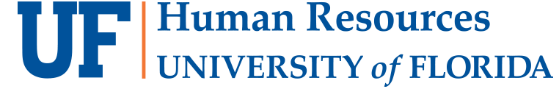 UF
Human Resources
UNIVERSITY of FLORIDA